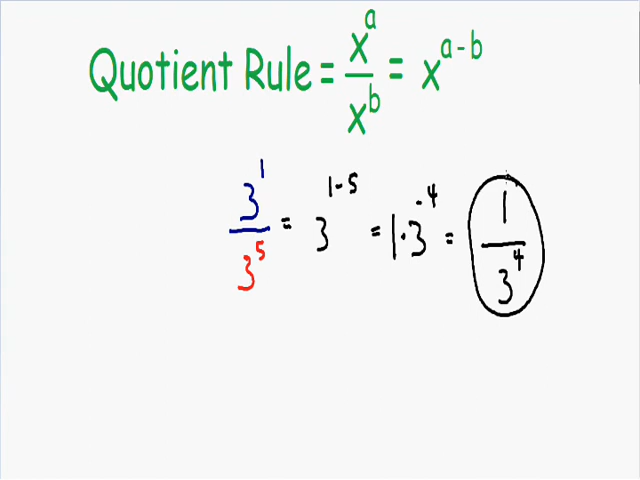 Quotient Rule = x^a / x^b = x^(a-b)
3^1 / 3^5 = 3^(1-5) = 1·3^-4 = 1 / 3^4